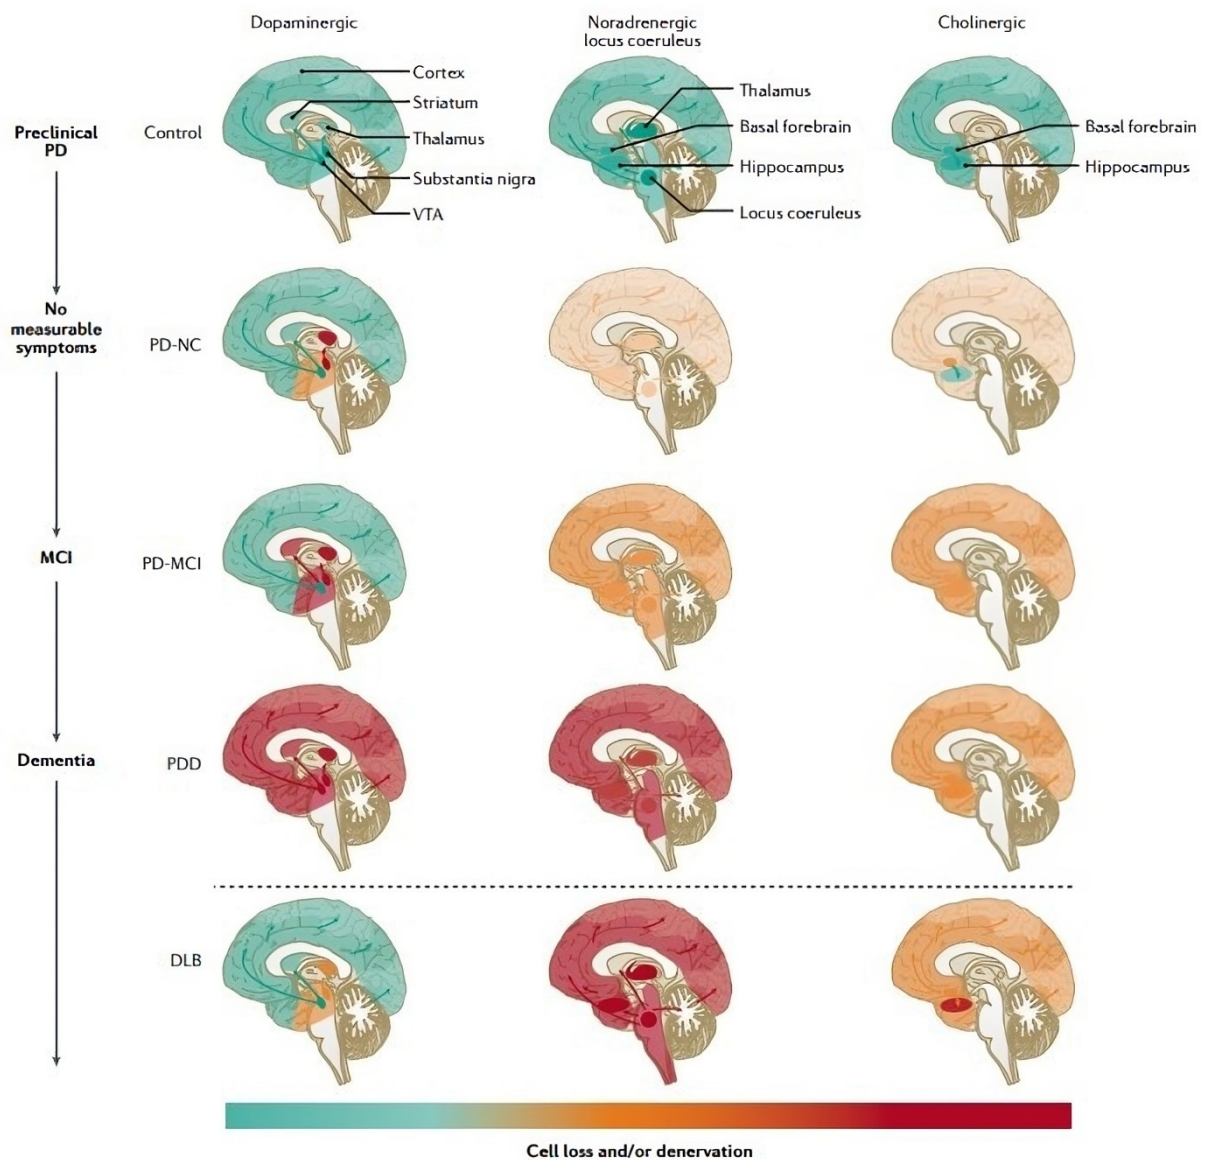 Dopaminergic
Noradrenergic
locus coeruleus
Cholinergic
Preclinical
PD
Control
Cortex
Striatum
Thalamus
Substantia nigra
VTA
Thalamus
Basal forebrain
Hippocampus
Locus coeruleus
Basal forebrain
Hippocampus
No
measurable
symptoms
PD-NC
MCI
PD-MCI
Dementia
PDD
DLB
Cell loss and/or denervation